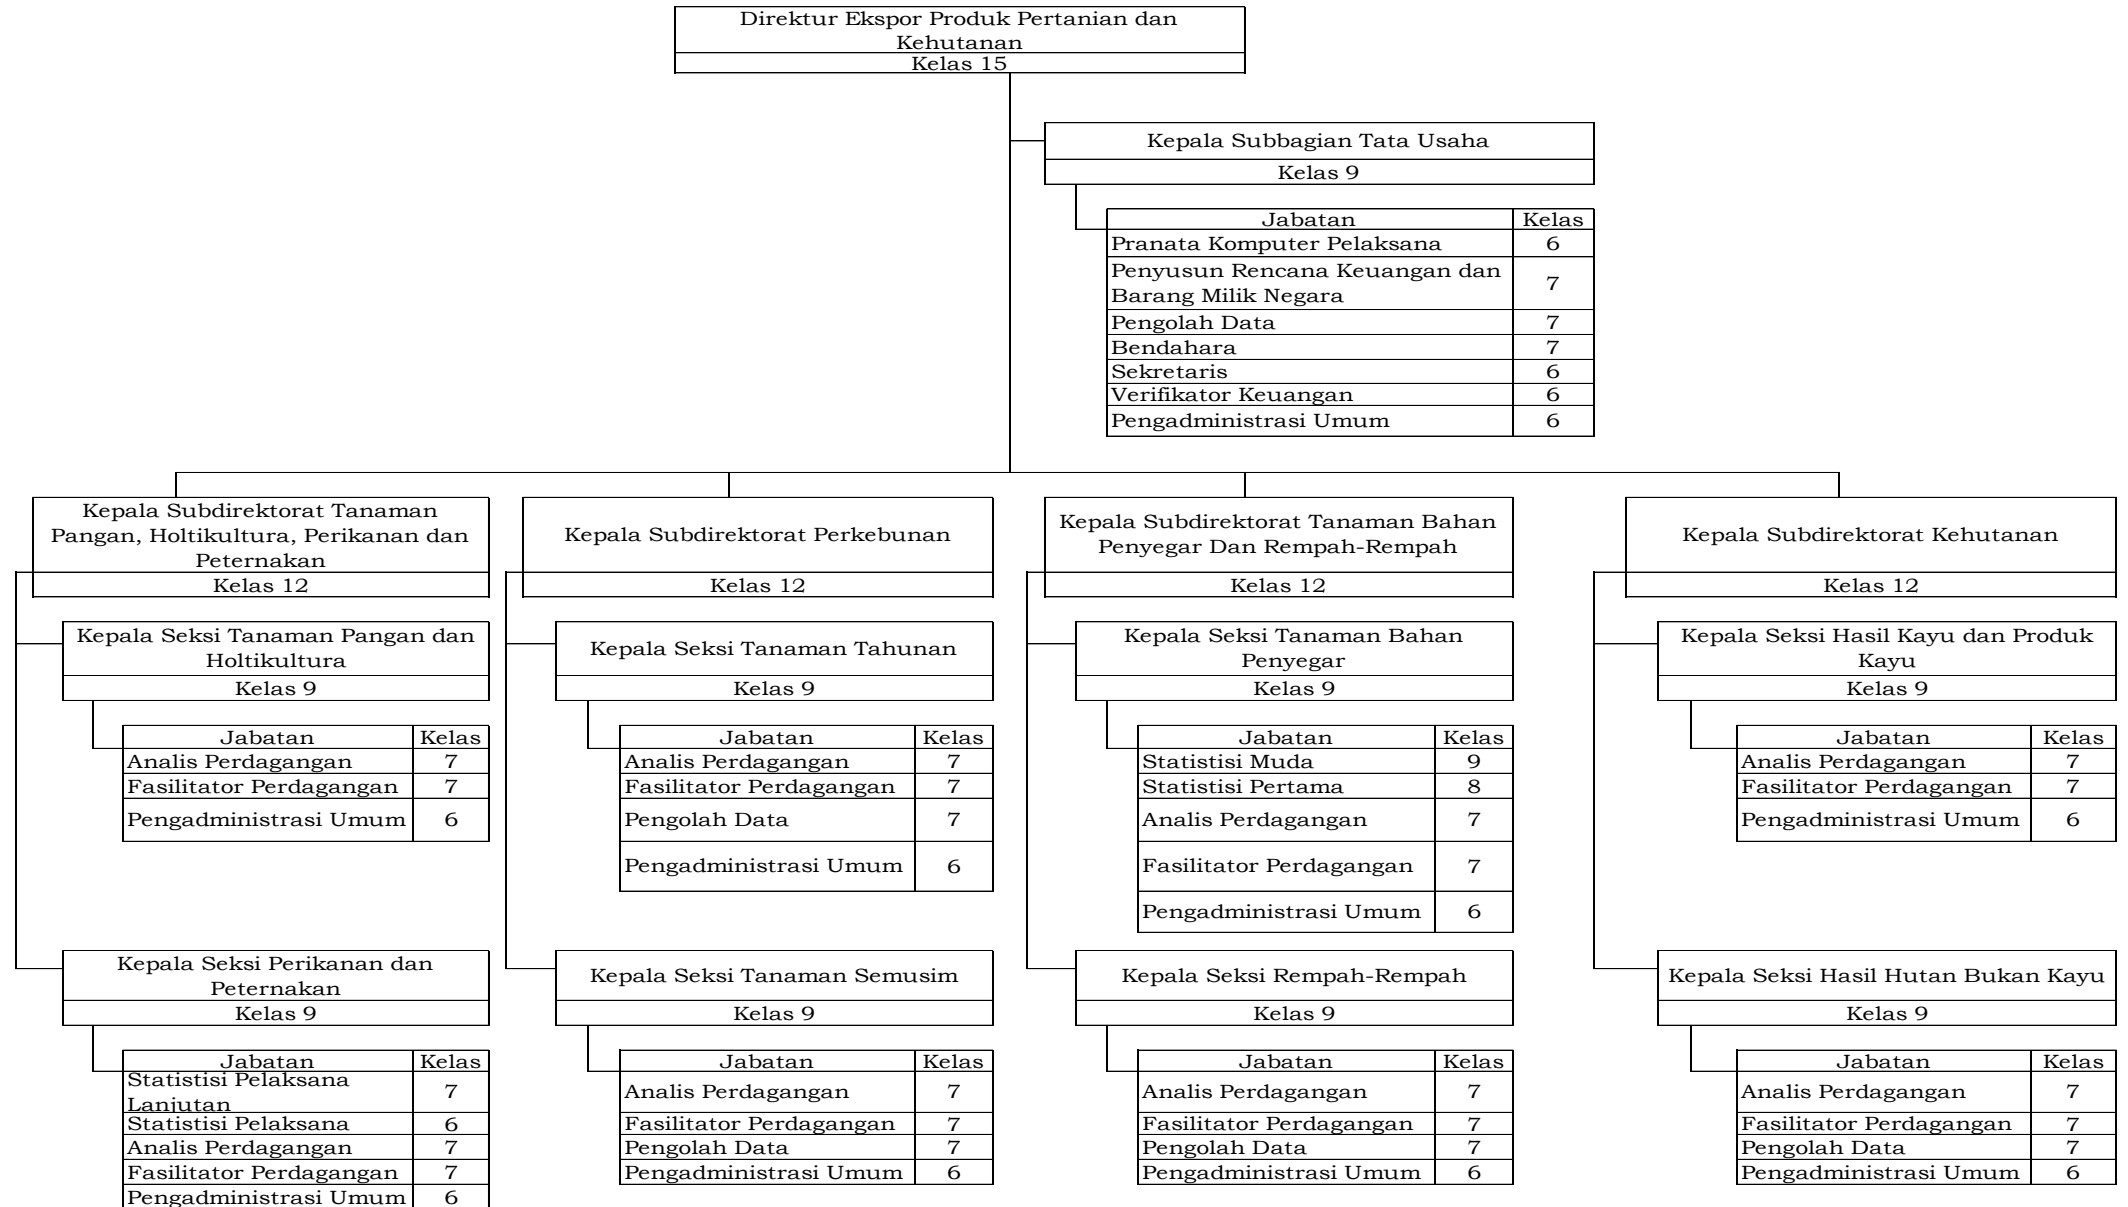 Direktur Ekspor Produk Pertanian dan
Kehutanan
Kelas 15
Kepala Subbagian Tata Usaha
Kelas 9
Jabatan Kelas
Pranata Komputer Pelaksana 6
Penyusun Rencana Keuangan dan
Barang Milik Negara
7
Pengolah Data 7
Bendahara 7
Sekretaris 6
Verifikator Keuangan 6
Pengadministrasi Umum 6
Kepala Subdirektorat Tanaman
Pangan, Holtikultura, Perikanan dan
Peternakan
Kelas 12
Kepala Seksi Tanaman Pangan dan
Holtikultura
Kelas 9
Jabatan Kelas
Analis Perdagangan 7
Fasilitator Perdagangan 7
Pengadministrasi Umum 6
Kepala Seksi Perikanan dan
Peternakan
Kelas 9
Jabatan Kelas
Statistisi Pelaksana
Lanjutan
7
Statistisi Pelaksana 6
Analis Perdagangan 7
Fasilitator Perdagangan 7
Pengadministrasi Umum 6
Kepala Subdirektorat Perkebunan
Kelas 12
Kepala Seksi Tanaman Tahunan
Kelas 9
Jabatan Kelas
Analis Perdagangan 7
Fasilitator Perdagangan 7
Pengolah Data 7
Pengadministrasi Umum 6
Kepala Seksi Tanaman Semusim
Kelas 9
Jabatan Kelas
Analis Perdagangan 7
Fasilitator Perdagangan 7
Pengolah Data 7
Pengadministrasi Umum 6
Kepala Subdirektorat Tanaman Bahan
Penyegar Dan Rempah-Rempah
Kelas 12
Kepala Seksi Tanaman Bahan
Penyegar
Kelas 9
Jabatan Kelas
Statistisi Muda 9
Statistisi Pertama 8
Analis Perdagangan 7
Fasilitator Perdagangan 7
Pengadministrasi Umum 6
Kepala Seksi Rempah-Rempah
Kelas 9
Jabatan Kelas
Analis Perdagangan 7
Fasilitator Perdagangan 7
Pengolah Data 7
Pengadministrasi Umum 6
Kepala Subdirektorat Kehutanan
Kelas 12
Kepala Seksi Hasil Kayu dan Produk
Kayu
Kelas 9
Jabatan Kelas
Analis Perdagangan 7
Fasilitator Perdagangan 7
Pengadministrasi Umum 6
Kepala Seksi Hasil Hutan Bukan Kayu
Kelas 9
Jabatan Kelas
Analis Perdagangan 7
Fasilitator Perdagangan 7
Pengolah Data 7
Pengadministrasi Umum 6